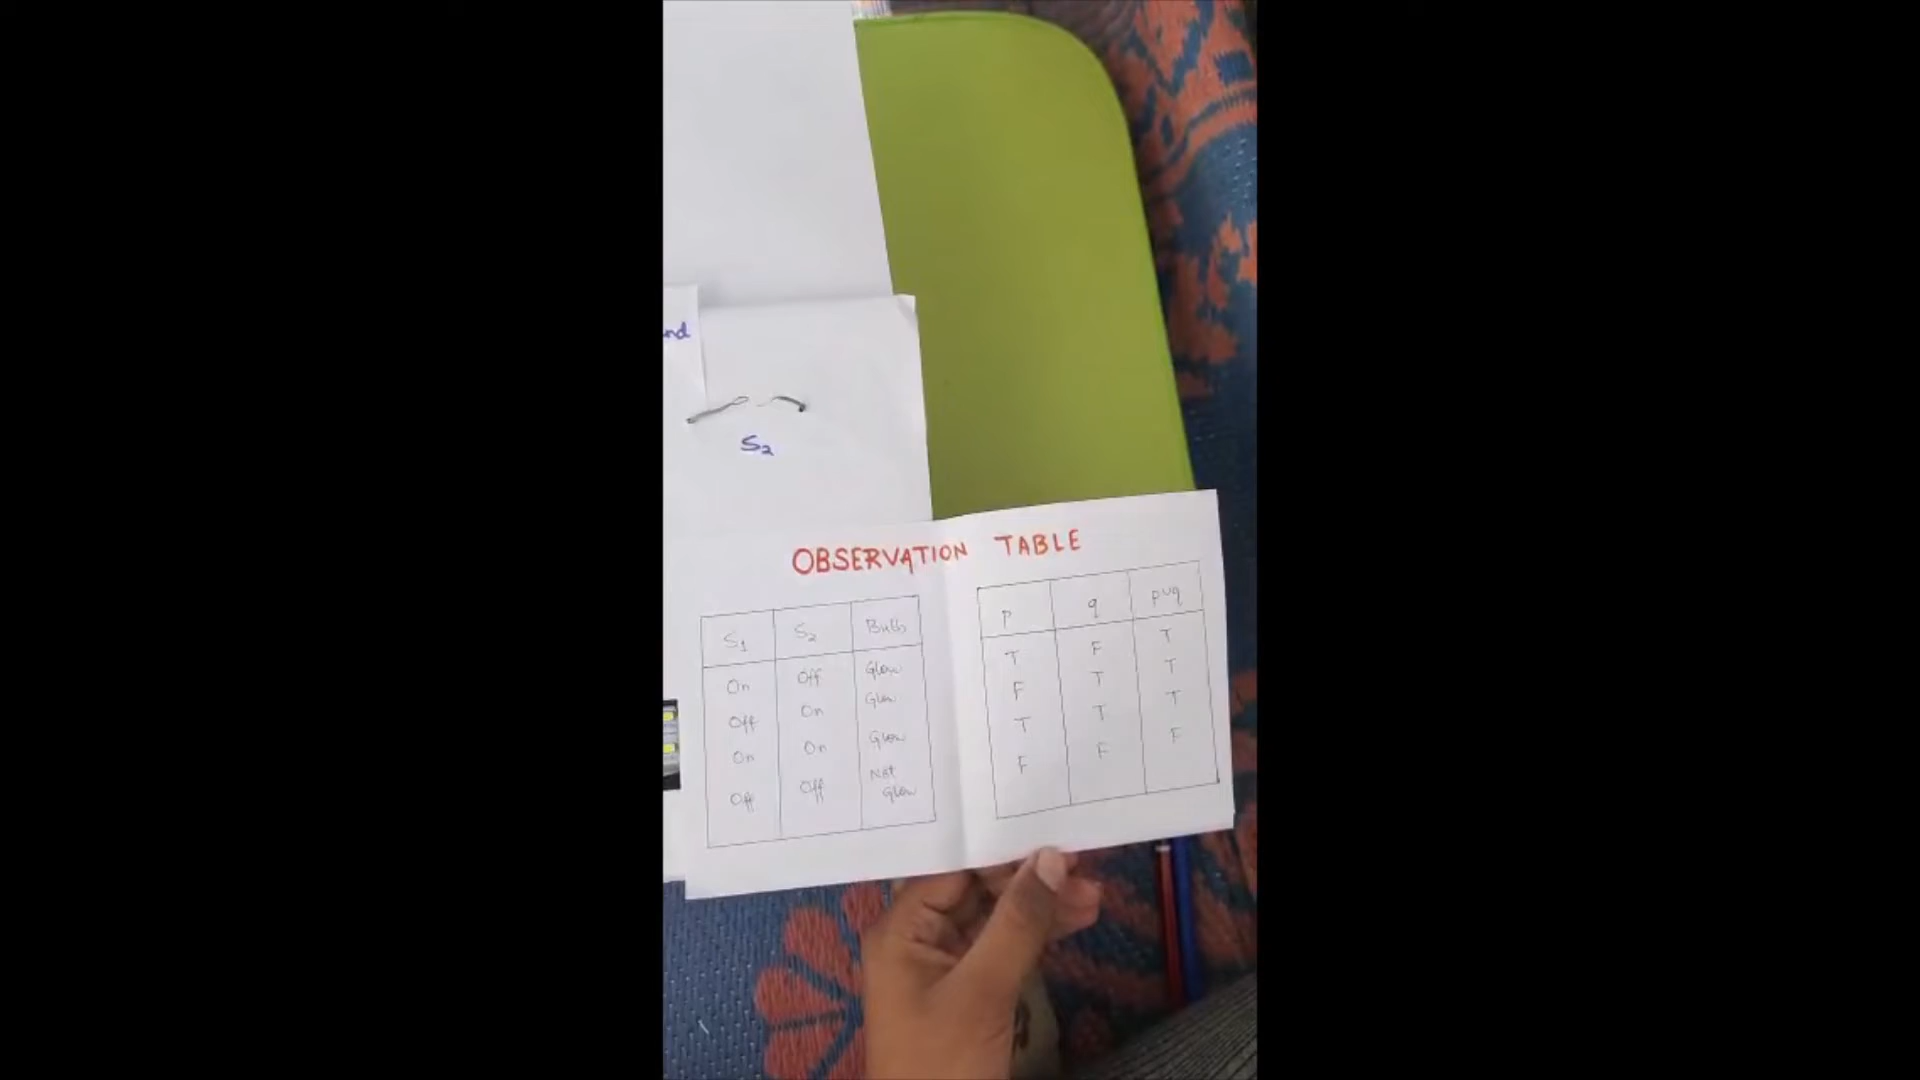 nd
S₂
OBSERVATION TABLE
S₁ S₂ Bulb
On Off Glow
Off On Glow
On On Glow
Off Off Not Glow
p q p∪q
T F T
F T T
T T T
F F F